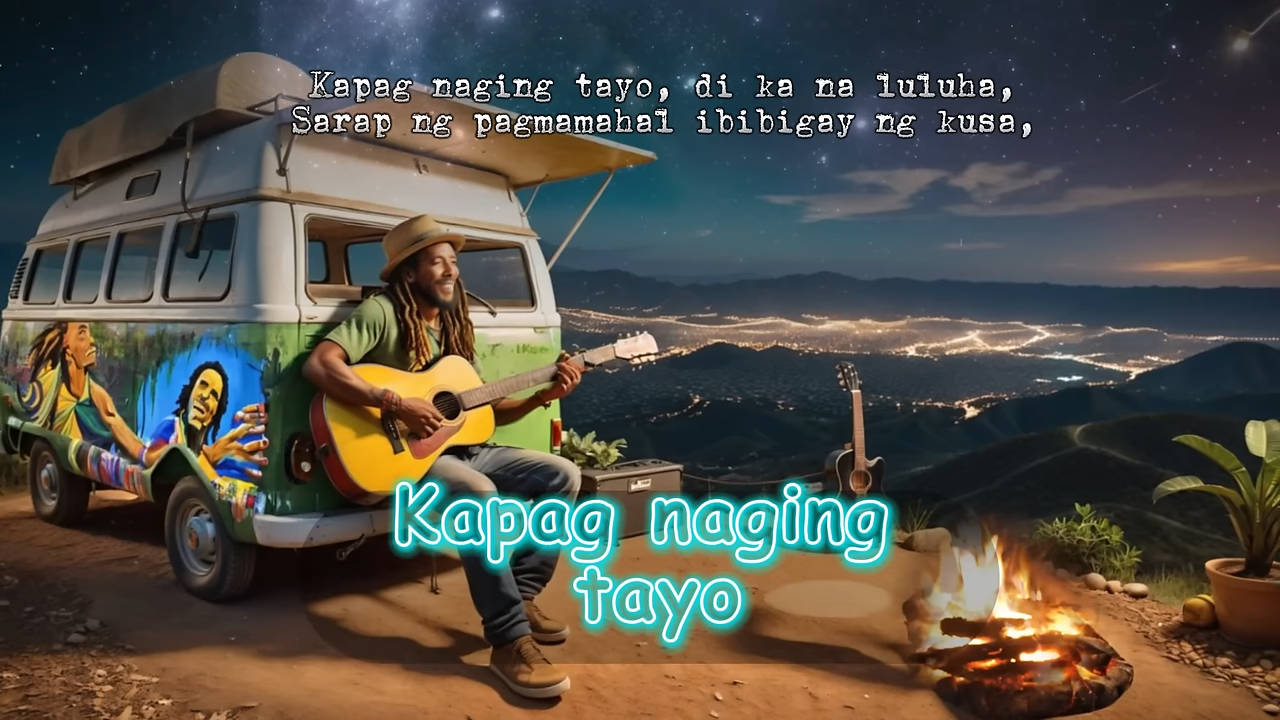 Kapag naging tayo, di ka na luluha,
Sarap ng pagmamahal ibibigay ng kusa,
Kapag naging
tayo